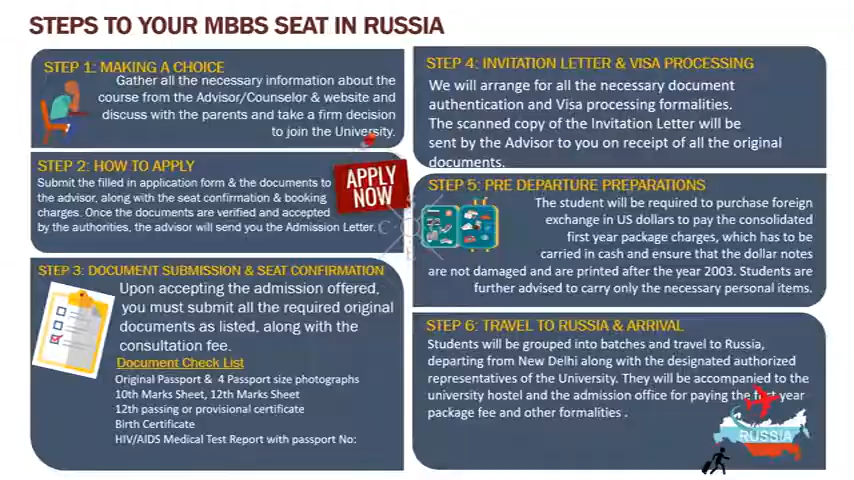 STEPS TO YOUR MBBS SEAT IN RUSSIA
STEP 1: MAKING A CHOICE
Gather all the necessary information about the
course from the Advisor/Counselor & website and
discuss with the parents and take a firm decision
to join the University.
STEP 2: HOW TO APPLY
Submit the filled in application form & the documents to
the advisor, along with the seat confirmation & booking
charges. Once the documents are verified and accepted
by the authorities, the advisor will send you the Admission Letter.
APPLY
NOW
STEP 3: DOCUMENT SUBMISSION & SEAT CONFIRMATION
Upon accepting the admission offered,
you must submit all the required original
documents as listed, along with the
consultation fee.
Document Check List
Original Passport & 4 Passport size photographs
10th Marks Sheet, 12th Marks Sheet
12th passing or provisional certificate
Birth Certificate
HIV/AIDS Medical Test Report with passport No:
STEP 4: INVITATION LETTER & VISA PROCESSING
We will arrange for all the necessary document
authentication and Visa processing formalities.
The scanned copy of the Invitation Letter will be
sent by the Advisor to you on receipt of all the original
documents.
STEP 5: PRE DEPARTURE PREPARATIONS
The student will be required to purchase foreign
exchange in US dollars to pay the consolidated
first year package charges, which has to be
carried in cash and ensure that the dollar notes
are not damaged and are printed after the year 2003. Students are
further advised to carry only the necessary personal items.
STEP 6: TRAVEL TO RUSSIA & ARRIVAL
Students will be grouped into batches and travel to Russia,
departing from New Delhi along with the designated authorized
representatives of the University. They will be accompanied to the
university hostel and the admission office for paying the first year
package fee and other formalities .
RUSSIA